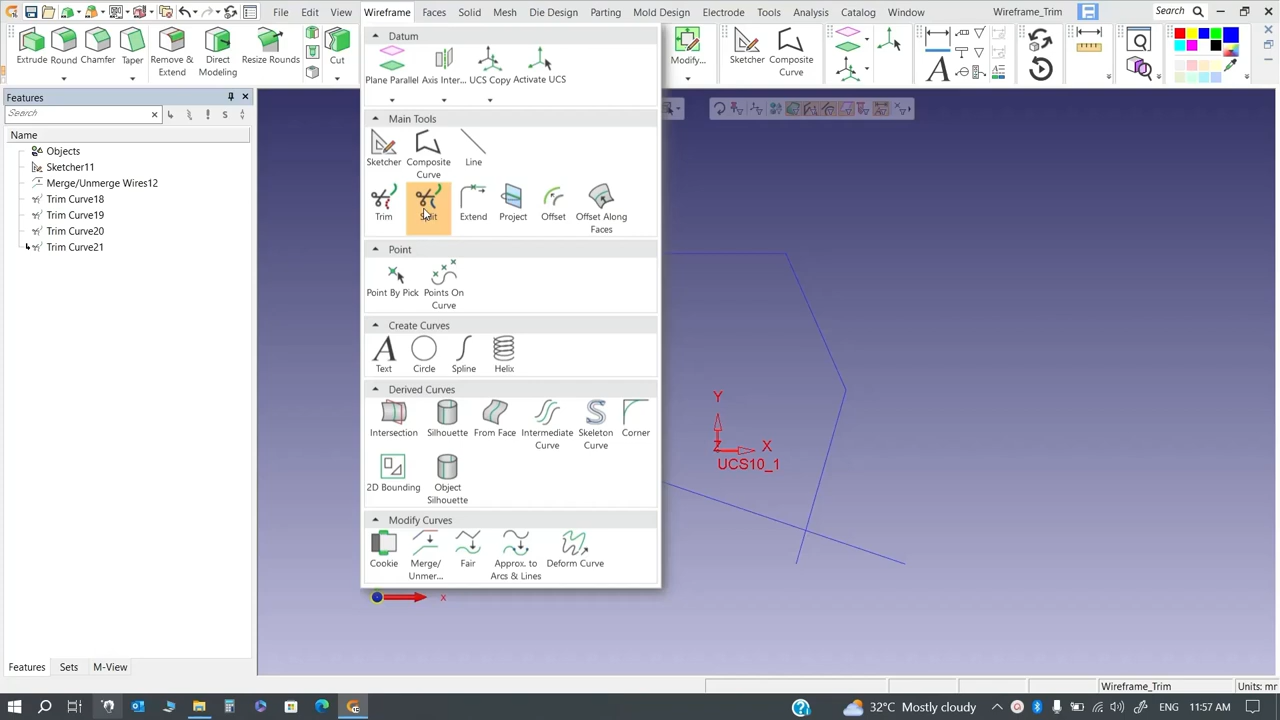 File Edit View Wireframe Faces Solid Mesh Die Design Parting Mold Design Electrode Tools Analysis Catalog Window Wireframe_Trim Search
Extrude Round Chamfer Taper Remove & Extend Direct Modeling Resize Rounds Cut Modify... Sketcher Composite Curve
Features
Search
Name
Objects
Sketcher11
Merge/Unmerge Wires12
Trim Curve18
Trim Curve19
Trim Curve20
Trim Curve21
Datum
Plane Parallel Axis Inter... UCS Copy Activate UCS
Main Tools
Sketcher Composite Curve Line
Trim Split Extend Project Offset Offset Along Faces
Point
Point By Pick Points On Curve
Create Curves
Text Circle Spline Helix
Derived Curves
Intersection Silhouette From Face Intermediate Curve Skeleton Curve Corner
2D Bounding Object Silhouette
Modify Curves
Cookie Merge/Unmer... Fair Approx. to Arcs & Lines Deform Curve
Y
Z X
UCS10_1
x
Features Sets M-View
Wireframe_Trim Units: mr
32°C Mostly cloudy ENG 11:57 AM